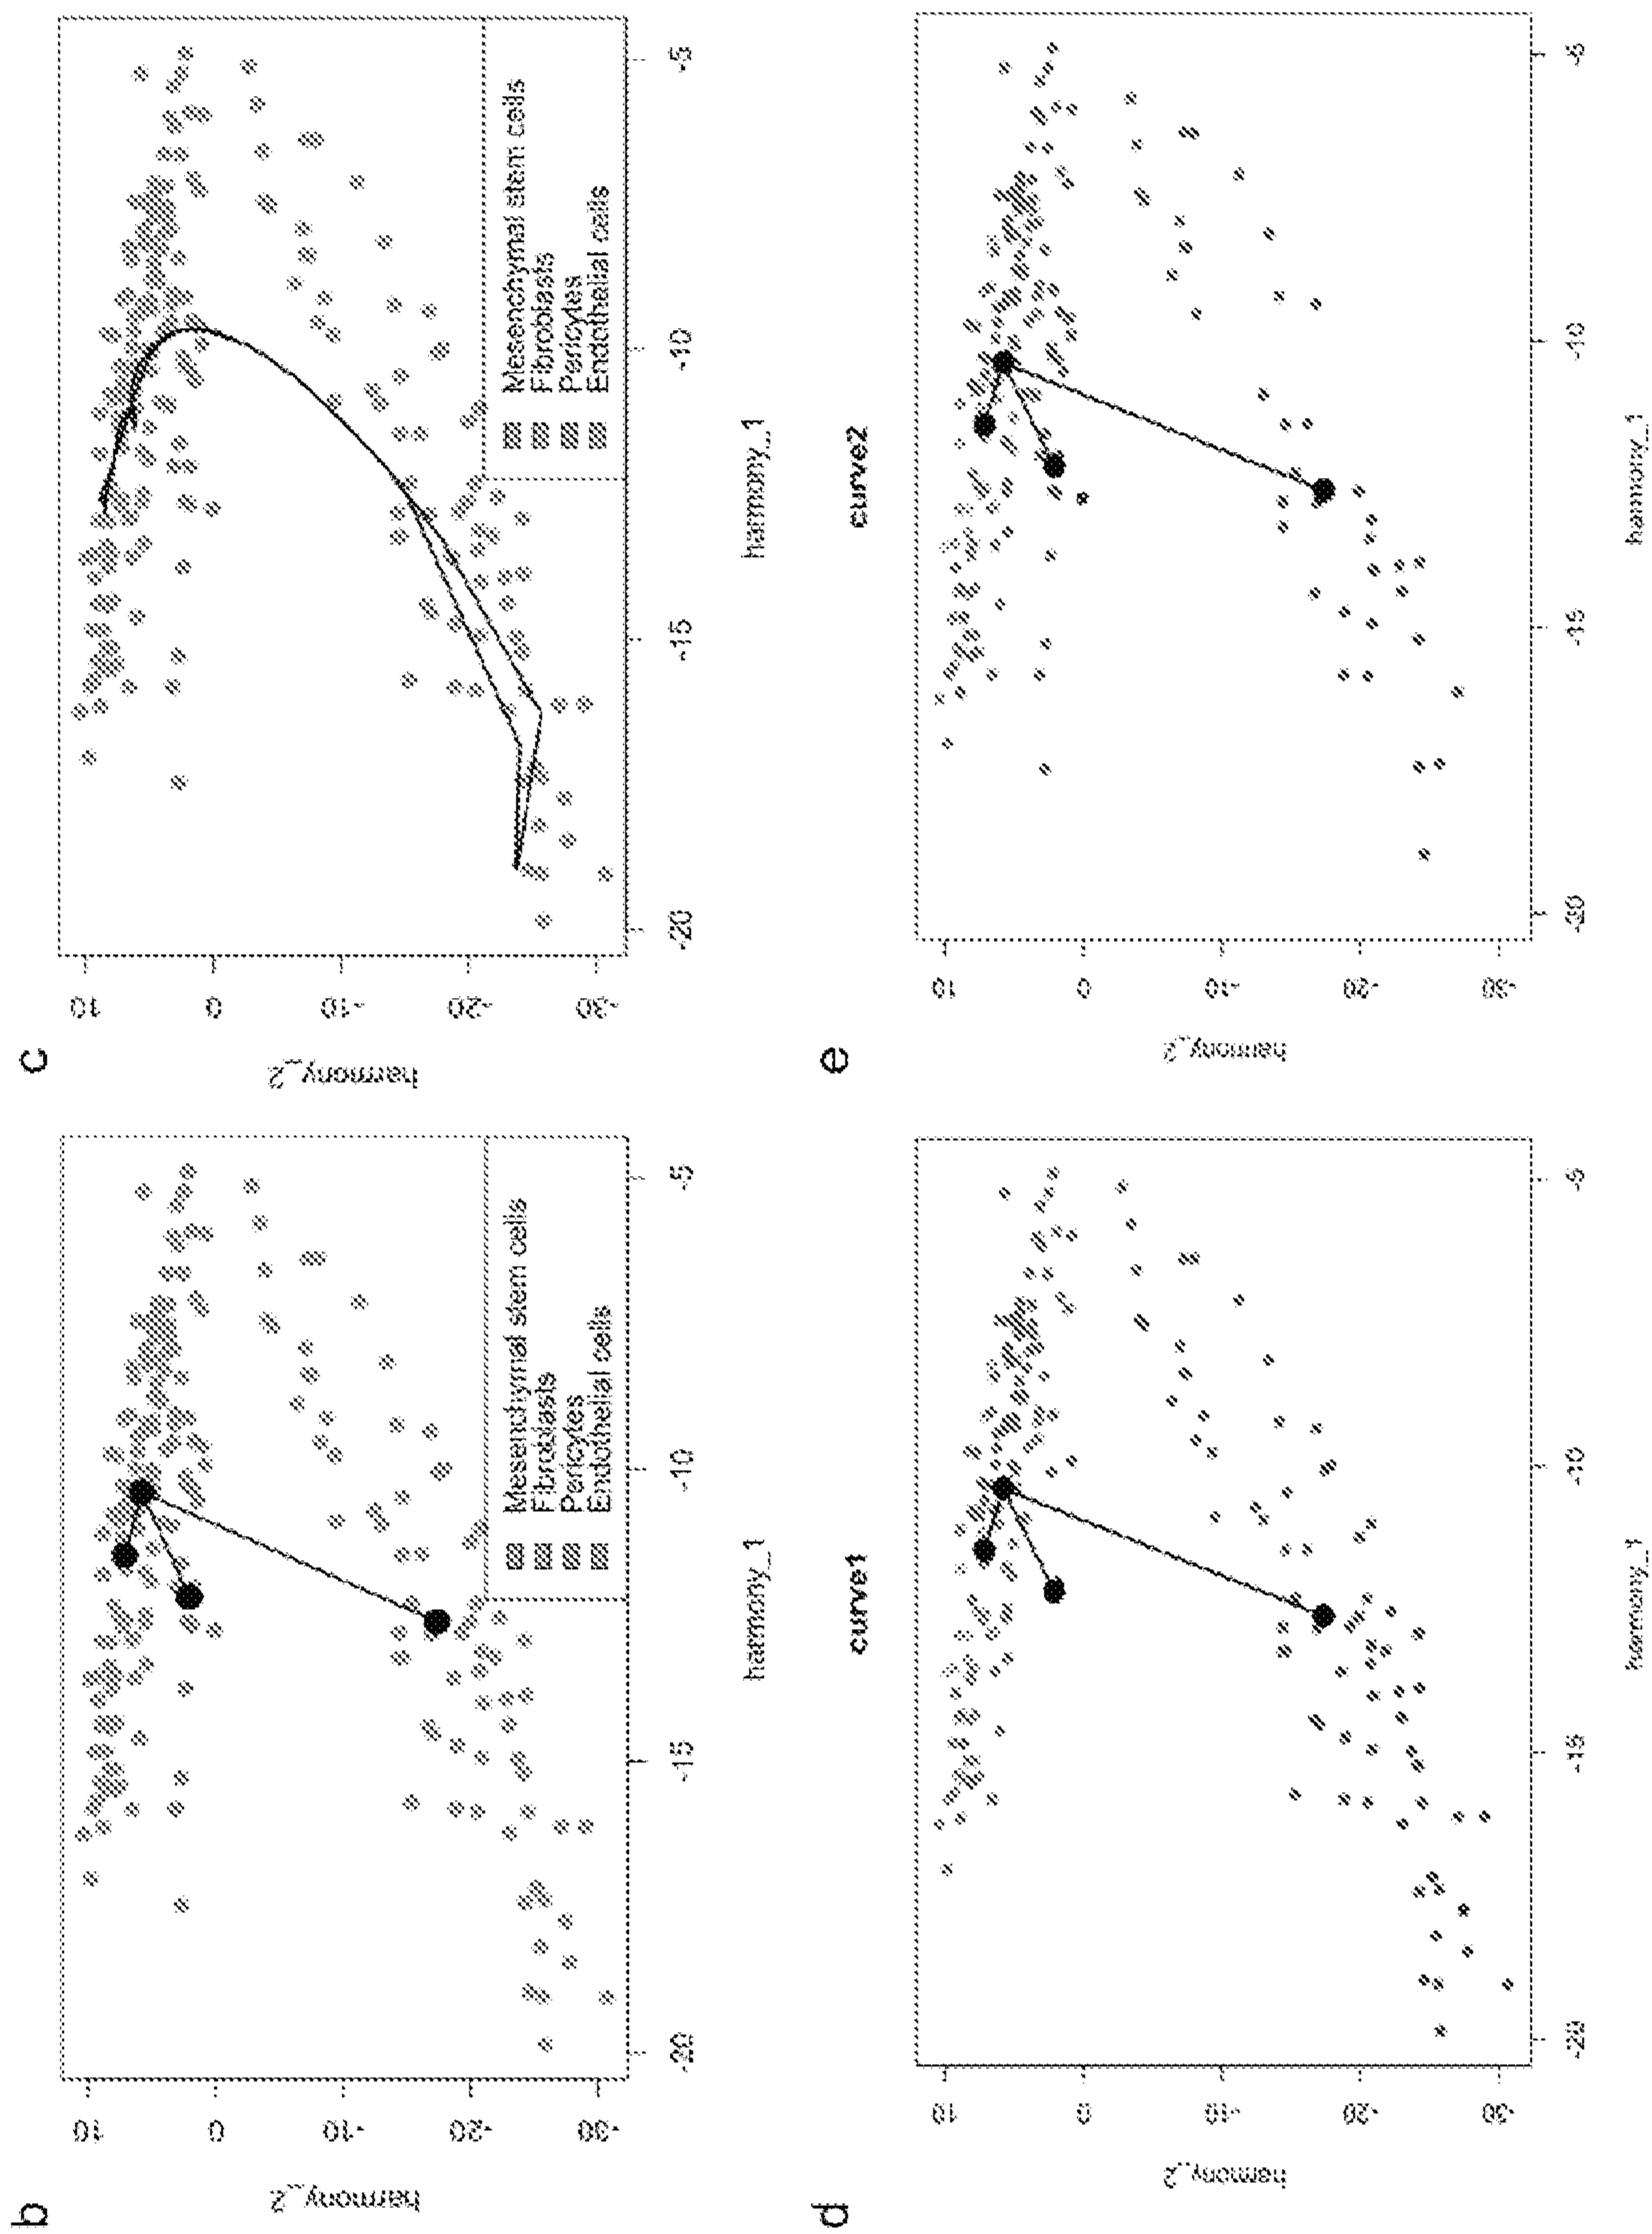 b
harmony_2
10
0
-10
-20
-30
-20
-15
-10
-5
harmony_1
Mesenchymal stem cells
Fibroblasts
Pericytes
Endothelial cells
c
harmony_2
10
0
-10
-20
-30
-20
-15
-10
-5
harmony_1
Mesenchymal stem cells
Fibroblasts
Pericytes
Endothelial cells
d
curve1
harmony_2
10
0
-10
-20
-30
-20
-15
-10
-5
harmony_1
e
curve2
harmony_2
10
0
-10
-20
-30
-20
-15
-10
-5
harmony_1